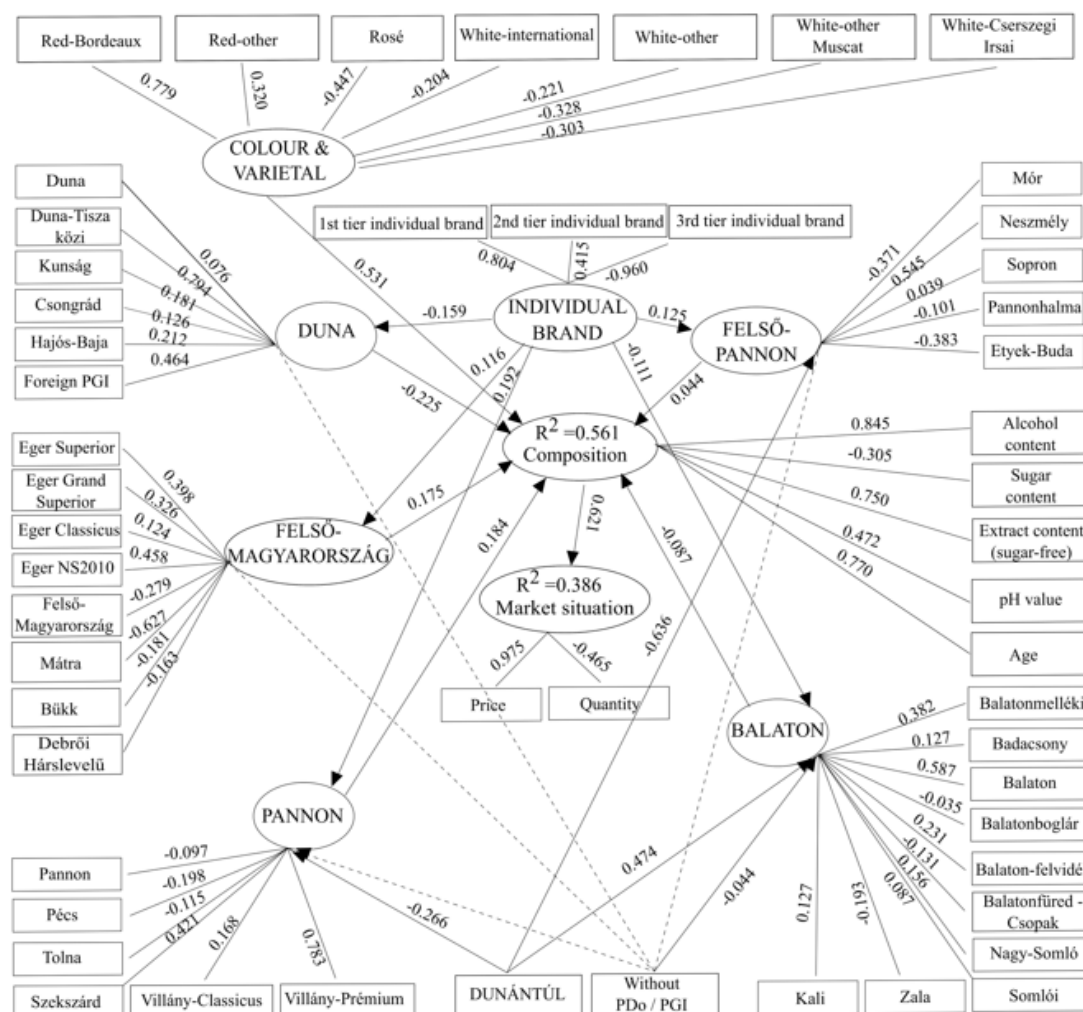 Red-Bordeaux
Red-other
Rosé
White-international
White-other
White-other
Muscat
White-Cserszegi
Irsai
0.779
0.320
-0.447
-0.204
-0.221
-0.328
-0.303
COLOUR &
VARIETAL
Duna
Duna-Tisza
közi
Kunság
Csongrád
Hajós-Baja
Foreign PGI
0.076
0.794
0.181
0.126
0.212
0.464
DUNA
1st tier individual brand
2nd tier individual brand
3rd tier individual brand
0.804
0.415
-0.960
INDIVIDUAL
BRAND
0.531
-0.159
0.125
0.116
0.192
-0.111
-0.225
0.044
FELSŐ-
PANNON
Mór
Neszmély
Sopron
Pannonhalma
Etyek-Buda
-0.371
0.545
0.039
-0.101
-0.383
R2 =0.561
Composition
Alcohol
content
Sugar
content
Extract content
(sugar-free)
pH value
Age
0.845
-0.305
0.750
0.472
0.770
Eger Superior
Eger Grand
Superior
Eger Classicus
Eger NS2010
Felső-
Magyarország
Mátra
Bükk
Debrői
Hárslevelű
0.398
0.326
0.124
0.458
-0.279
-0.627
-0.181
-0.163
FELSŐ-
MAGYARORSZÁG
0.175
0.184
0.621
-0.087
-0.636
R2 =0.386
Market situation
0.975
-0.465
Price
Quantity
BALATON
Balatonmelléki
Badacsony
Balaton
Balatonboglár
Balaton-felvidé
Balatonfüred -
Csopak
Nagy-Somló
Somlói
0.382
0.127
0.587
-0.035
0.231
-0.131
0.156
0.087
0.127
-0.193
Kali
Zala
PANNON
Pannon
Pécs
Tolna
Szekszárd
Villány-Classicus
Villány-Prémium
-0.097
-0.198
-0.115
0.421
0.168
0.783
-0.266
0.474
-0.044
DUNÁNTÚL
Without
PDo / PGI